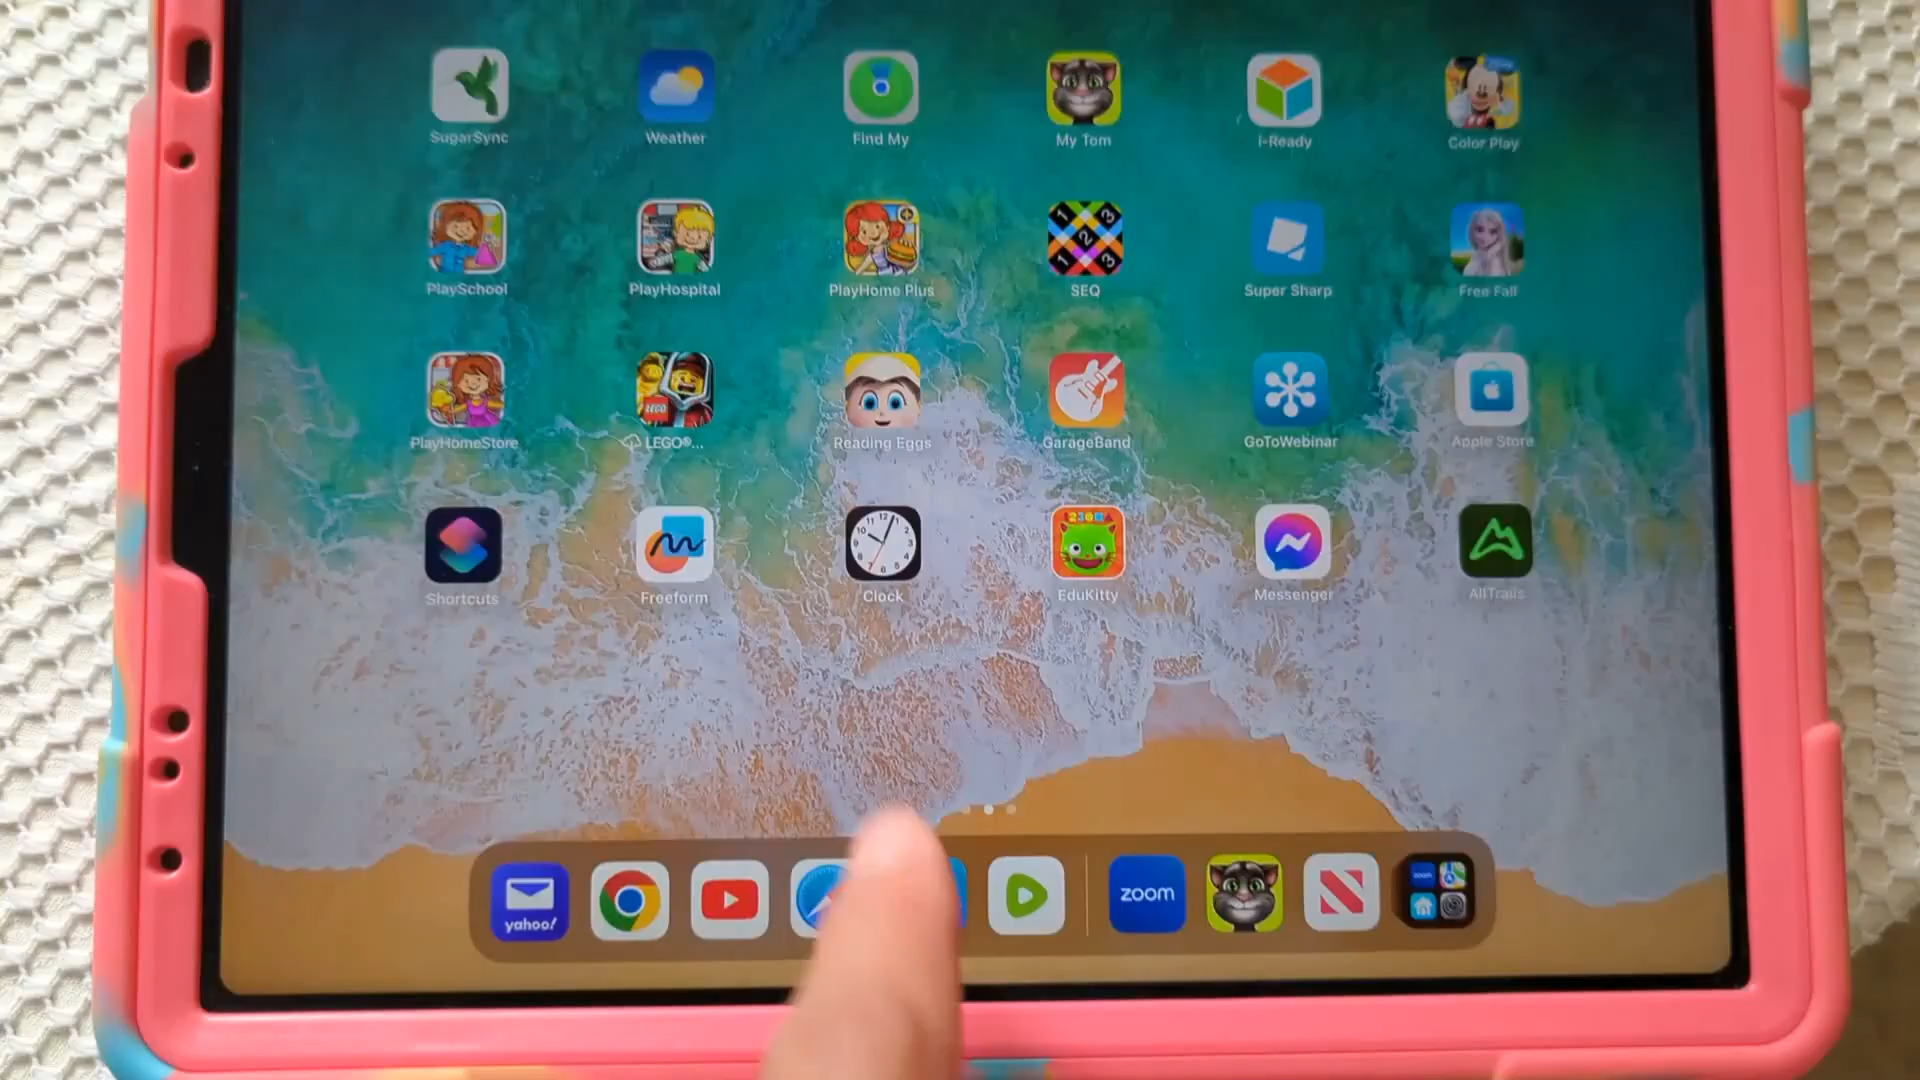 SugarSync
Weather
Find My
My Tom
i-Ready
Color Play
PlaySchool
PlayHospital
PlayHome Plus
SEQ
Super Sharp
Free Fall
PlayHomeStore
LEGO®...
Reading Eggs
GarageBand
GoToWebinar
Apple Store
Shortcuts
Freeform
Clock
EduKitty
Messenger
AllTrails
yahoo!
zoom